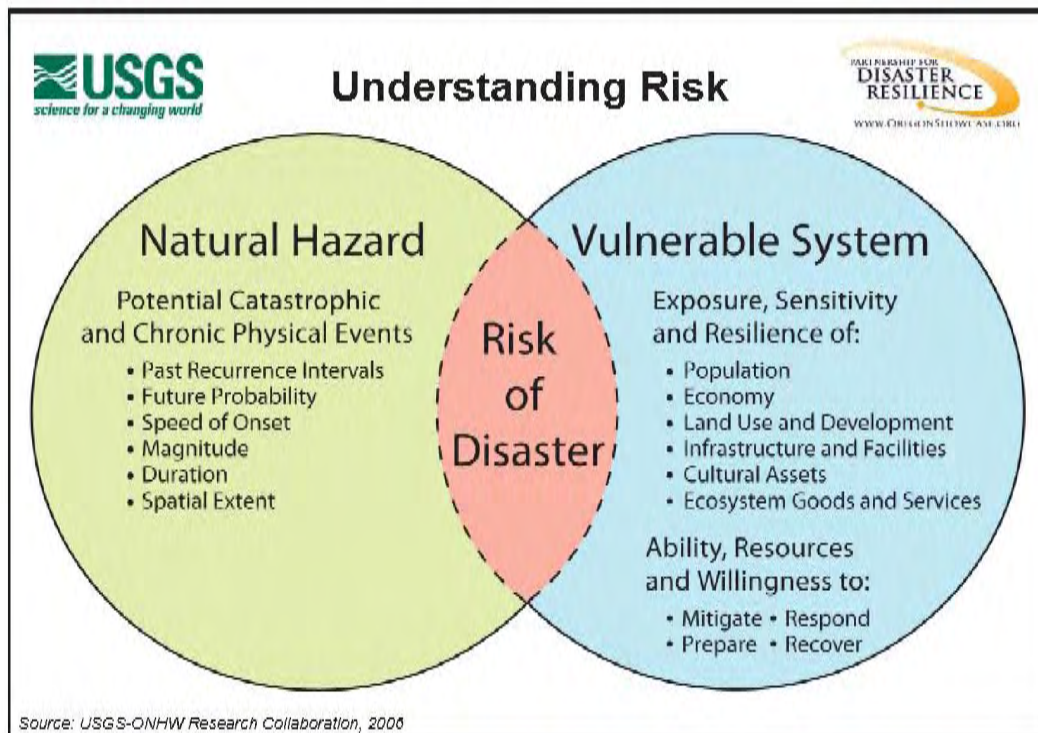 USGS
science for a changing world
Understanding Risk
PARTNERSHIP FOR
DISASTER
RESILIENCE
WWW.OREGONSHOWCASE.ORG
Natural Hazard
Potential Catastrophic
and Chronic Physical Events
• Past Recurrence Intervals
• Future Probability
• Speed of Onset
• Magnitude
• Duration
• Spatial Extent
Risk
of
Disaster
Vulnerable System
Exposure, Sensitivity
and Resilience of:
• Population
• Economy
• Land Use and Development
• Infrastructure and Facilities
• Cultural Assets
• Ecosystem Goods and Services
Ability, Resources
and Willingness to:
• Mitigate • Respond
• Prepare • Recover
Source: USGS-ONHW Research Collaboration, 2006